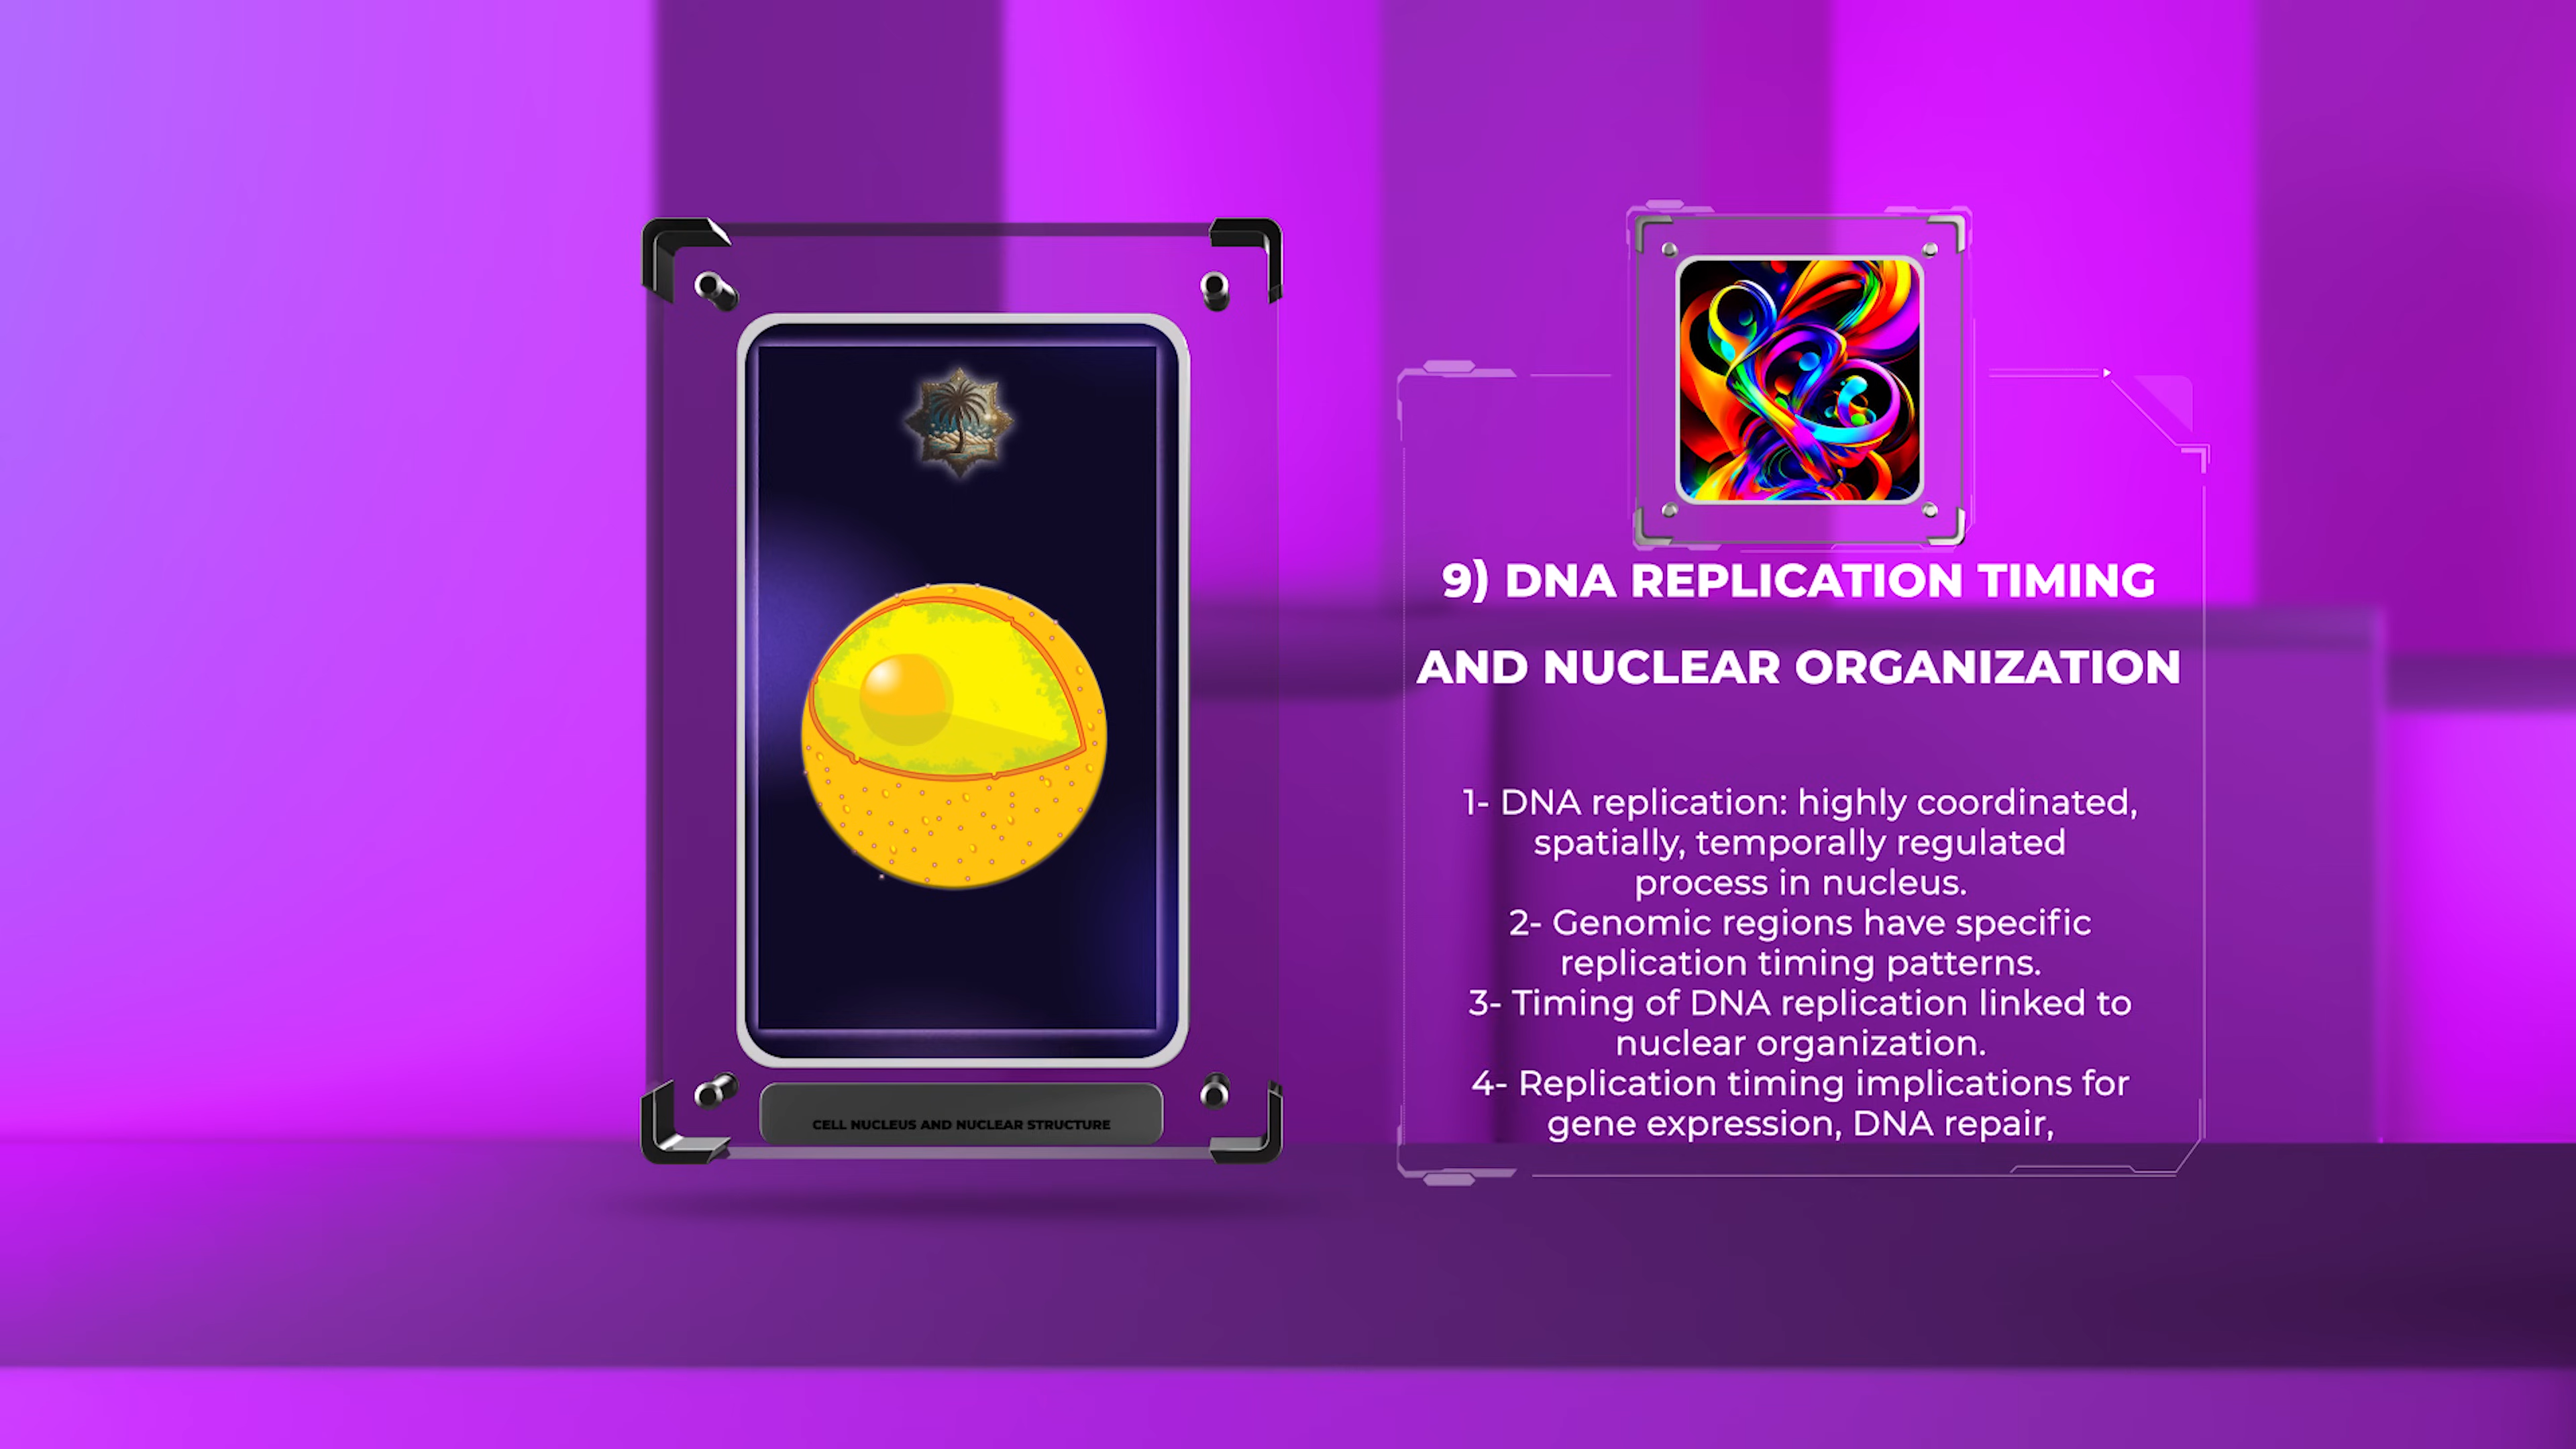 CELL NUCLEUS AND NUCLEAR STRUCTURE
9) DNA REPLICATION TIMING
AND NUCLEAR ORGANIZATION
1- DNA replication: highly coordinated,
spatially, temporally regulated
process in nucleus.
2- Genomic regions have specific
replication timing patterns.
3- Timing of DNA replication linked to
nuclear organization.
4- Replication timing implications for
gene expression, DNA repair,